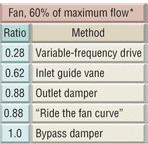 Fan, 60% of maximum flow*
Ratio Method
0.28 Variable-frequency drive
0.62 Inlet guide vane
0.88 Outlet damper
0.88 “Ride the fan curve”
1.0 Bypass damper